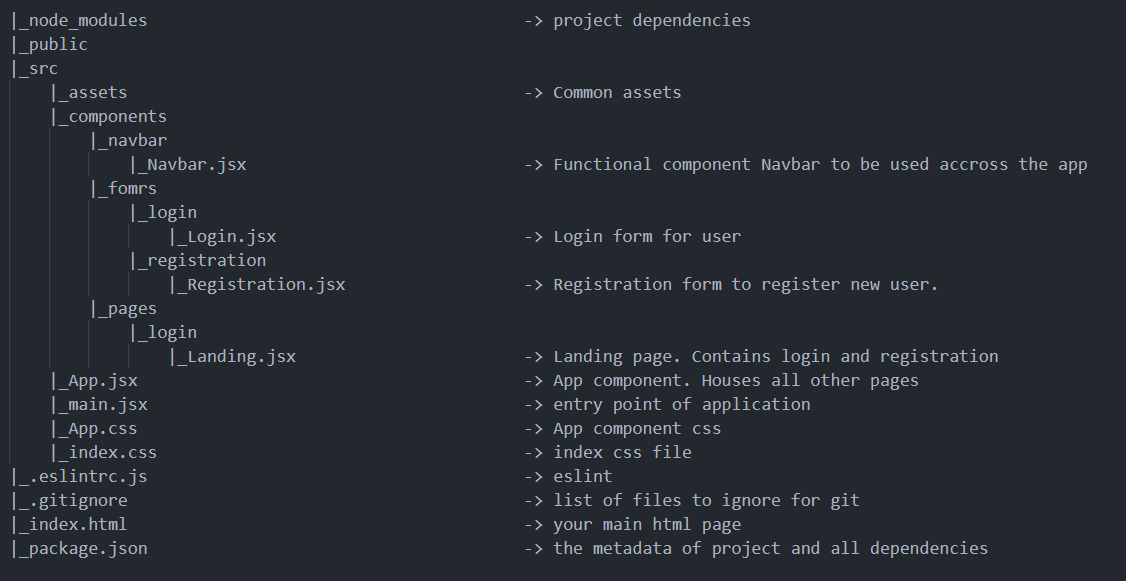 |_node_modules -> project dependencies
|_public
|_src
|_assets -> Common assets
|_components
|_navbar
|_Navbar.jsx -> Functional component Navbar to be used accross the app
|_fomrs
|_login
|_Login.jsx -> Login form for user
|_registration
|_Registration.jsx -> Registration form to register new user.
|_pages
|_login
|_Landing.jsx -> Landing page. Contains login and registration
|_App.jsx -> App component. Houses all other pages
|_main.jsx -> entry point of application
|_App.css -> App component css
|_index.css -> index css file
|_.eslintrc.js -> eslint
|_.gitignore -> list of files to ignore for git
|_index.html -> your main html page
|_package.json -> the metadata of project and all dependencies